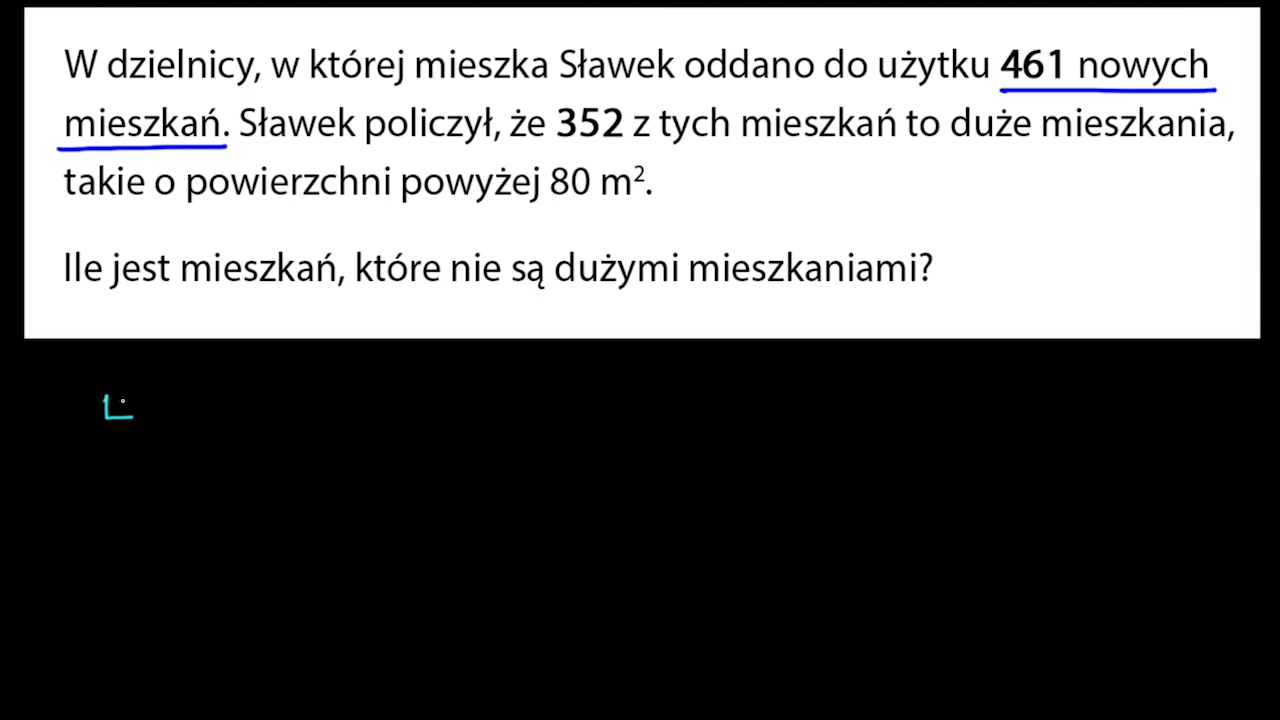 W dzielnicy, w której mieszka Sławek oddano do użytku 461 nowych
mieszkań. Sławek policzył, że 352 z tych mieszkań to duże mieszkania,
takie o powierzchni powyżej 80 m².
Ile jest mieszkań, które nie są dużymi mieszkaniami?